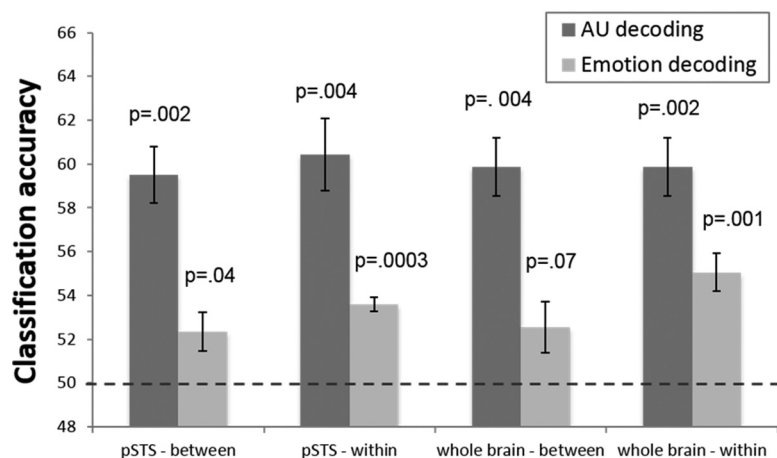 66
64
62
60
58
56
54
52
50
48
Classification accuracy
AU decoding
Emotion decoding
p=.002
p=.04
p=.004
p=.0003
p=. 004
p=.07
p=.002
p=.001
pSTS - between
pSTS - within
whole brain - between
whole brain - within